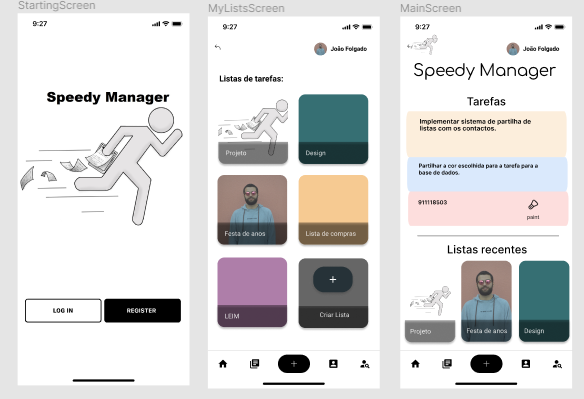 StartingScreen
9:27
Speedy Manager
LOG IN
REGISTER
MyListsScreen
9:27
João Folgado
Listas de tarefas:
Projeto
Design
Festa de anos
Lista de compras
LEIM
+
Criar Lista
+
MainScreen
9:27
João Folgado
Speedy Manager
Tarefas
Implementar sistema de partilha de
listas com os contactos.
Partilhar a cor escolhida para a tarefa para a
base de dados.
911118503
paint
Listas recentes
Projeto
Festa de anos
Design
+